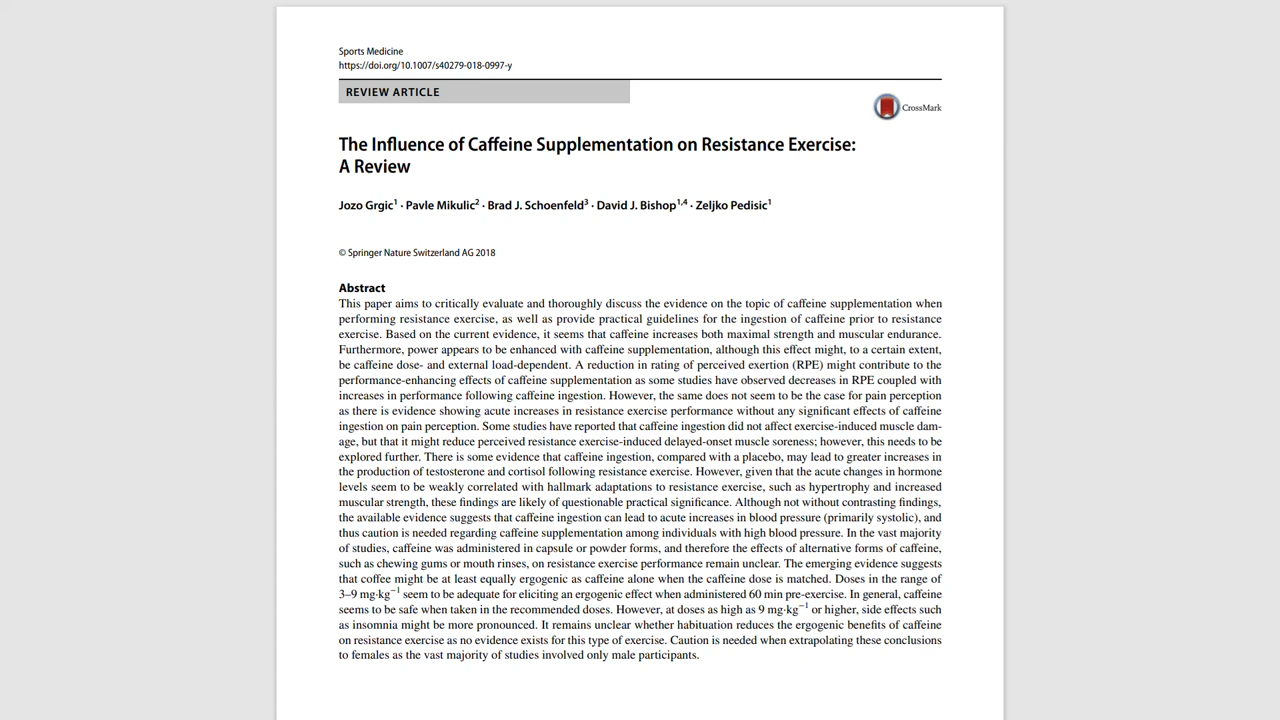 Sports Medicine
https://doi.org/10.1007/s40279-018-0997-y
REVIEW ARTICLE
CrossMark
The Influence of Caffeine Supplementation on Resistance Exercise:
A Review
Jozo Grgic1 · Pavle Mikulic2 · Brad J. Schoenfeld3 · David J. Bishop1,4 · Zeljko Pedisic1
© Springer Nature Switzerland AG 2018
Abstract
This paper aims to critically evaluate and thoroughly discuss the evidence on the topic of caffeine supplementation when
performing resistance exercise, as well as provide practical guidelines for the ingestion of caffeine prior to resistance
exercise. Based on the current evidence, it seems that caffeine increases both maximal strength and muscular endurance.
Furthermore, power appears to be enhanced with caffeine supplementation, although this effect might, to a certain extent,
be caffeine dose- and external load-dependent. A reduction in rating of perceived exertion (RPE) might contribute to the
performance-enhancing effects of caffeine supplementation as some studies have observed decreases in RPE coupled with
increases in performance following caffeine ingestion. However, the same does not seem to be the case for pain perception
as there is evidence showing acute increases in resistance exercise performance without any significant effects of caffeine
ingestion on pain perception. Some studies have reported that caffeine ingestion did not affect exercise-induced muscle dam-
age, but that it might reduce perceived resistance exercise-induced delayed-onset muscle soreness; however, this needs to be
explored further. There is some evidence that caffeine ingestion, compared with a placebo, may lead to greater increases in
the production of testosterone and cortisol following resistance exercise. However, given that the acute changes in hormone
levels seem to be weakly correlated with hallmark adaptations to resistance exercise, such as hypertrophy and increased
muscular strength, these findings are likely of questionable practical significance. Although not without contrasting findings,
the available evidence suggests that caffeine ingestion can lead to acute increases in blood pressure (primarily systolic), and
thus caution is needed regarding caffeine supplementation among individuals with high blood pressure. In the vast majority
of studies, caffeine was administered in capsule or powder forms, and therefore the effects of alternative forms of caffeine,
such as chewing gums or mouth rinses, on resistance exercise performance remain unclear. The emerging evidence suggests
that coffee might be at least equally ergogenic as caffeine alone when the caffeine dose is matched. Doses in the range of
3–9 mg·kg−1 seem to be adequate for eliciting an ergogenic effect when administered 60 min pre-exercise. In general, caffeine
seems to be safe when taken in the recommended doses. However, at doses as high as 9 mg·kg−1 or higher, side effects such
as insomnia might be more pronounced. It remains unclear whether habituation reduces the ergogenic benefits of caffeine
on resistance exercise as no evidence exists for this type of exercise. Caution is needed when extrapolating these conclusions
to females as the vast majority of studies involved only male participants.